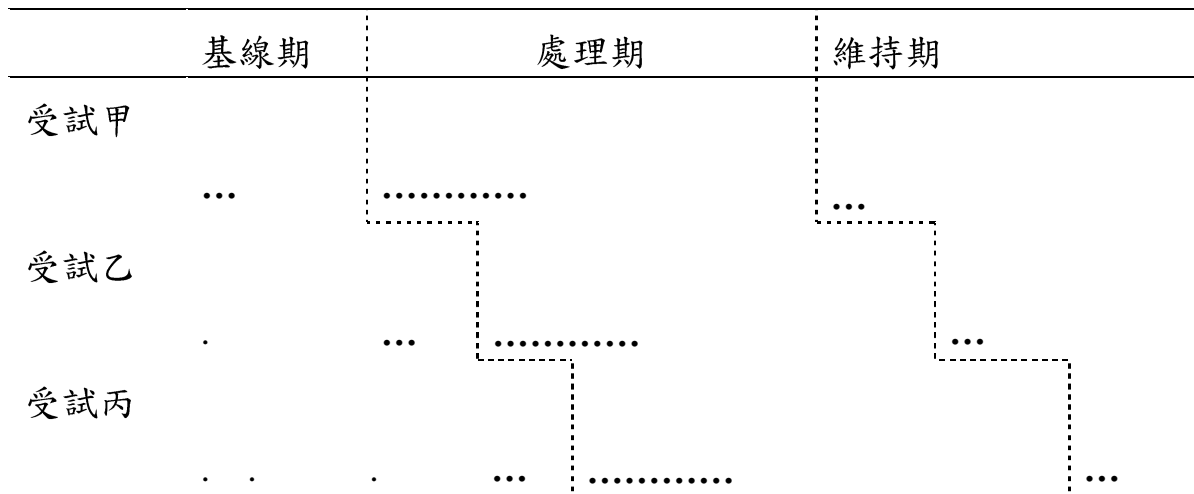 基線期 處理期 維持期
受試甲
... ............ ...
受試乙
. ... ............ ...
受試丙
. . . ... ............ ...